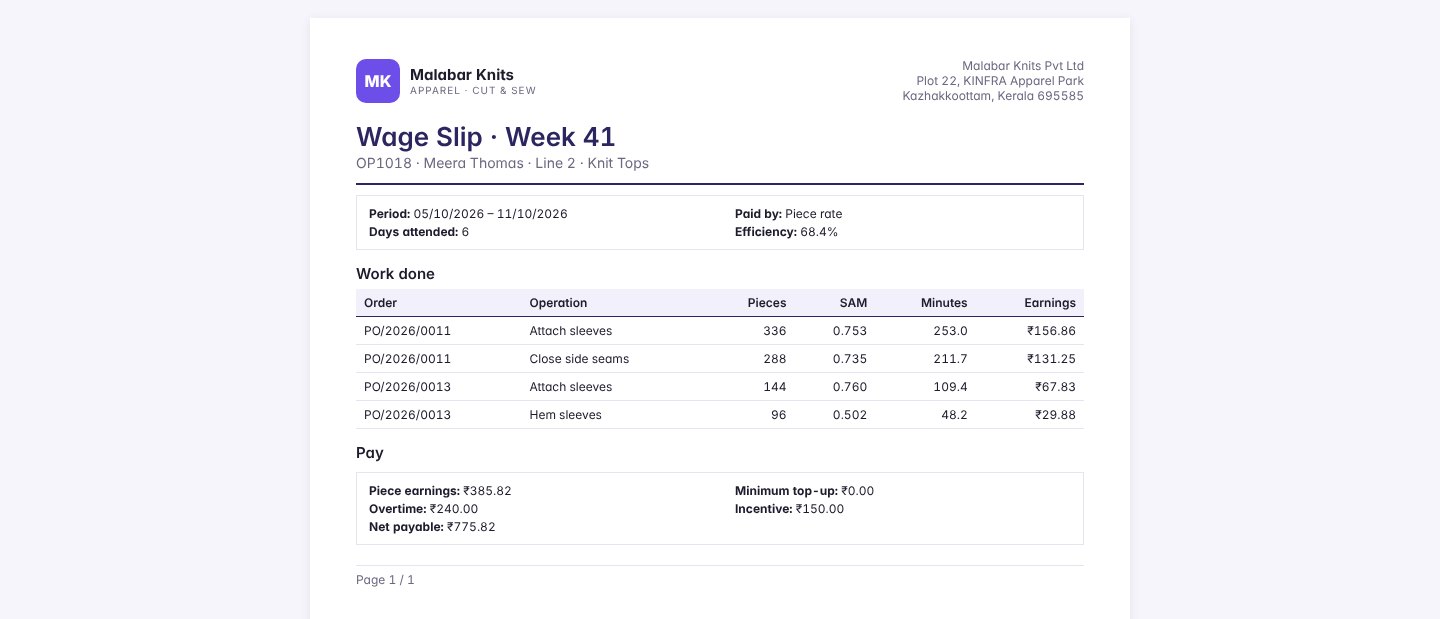 MK
Malabar Knits
APPAREL · CUT & SEW
Malabar Knits Pvt Ltd
Plot 22, KINFRA Apparel Park
Kazhakkoottam, Kerala 695585
Wage Slip · Week 41
OP1018 · Meera Thomas · Line 2 · Knit Tops
Period: 05/10/2026 – 11/10/2026 Paid by: Piece rate
Days attended: 6 Efficiency: 68.4%
Work done
Order Operation Pieces SAM Minutes Earnings
PO/2026/0011 Attach sleeves 336 0.753 253.0 ₹156.86
PO/2026/0011 Close side seams 288 0.735 211.7 ₹131.25
PO/2026/0013 Attach sleeves 144 0.760 109.4 ₹67.83
PO/2026/0013 Hem sleeves 96 0.502 48.2 ₹29.88
Pay
Piece earnings: ₹385.82 Minimum top-up: ₹0.00
Overtime: ₹240.00 Incentive: ₹150.00
Net payable: ₹775.82
Page 1 / 1